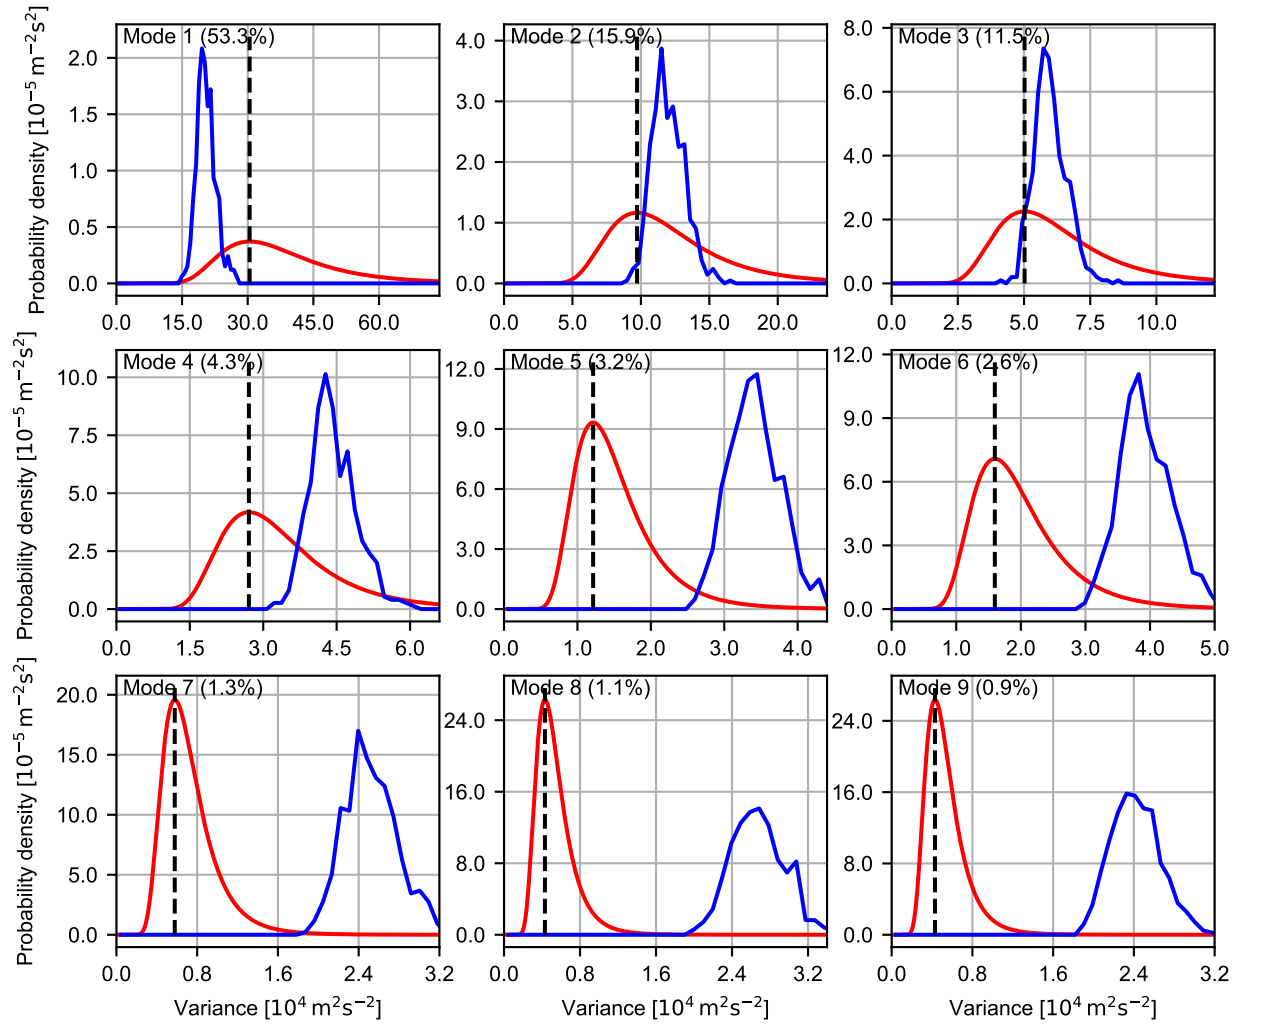 Probability density [10⁻⁵ m⁻²s²]
Mode 1 (53.3%)
2.0
1.5
1.0
0.5
0.0
0.0 15.0 30.0 45.0 60.0
Mode 2 (15.9%)
4.0
3.0
2.0
1.0
0.0
0.0 5.0 10.0 15.0 20.0
Mode 3 (11.5%)
8.0
6.0
4.0
2.0
0.0
0.0 2.5 5.0 7.5 10.0
Probability density [10⁻⁵ m⁻²s²]
Mode 4 (4.3%)
10.0
7.5
5.0
2.5
0.0
0.0 1.5 3.0 4.5 6.0
Mode 5 (3.2%)
12.0
9.0
6.0
3.0
0.0
0.0 1.0 2.0 3.0 4.0
Mode 6 (2.6%)
12.0
9.0
6.0
3.0
0.0
0.0 1.0 2.0 3.0 4.0 5.0
Probability density [10⁻⁵ m⁻²s²]
Mode 7 (1.3%)
20.0
15.0
10.0
5.0
0.0
0.0 0.8 1.6 2.4 3.2
Variance [10⁴ m²s⁻²]
Mode 8 (1.1%)
24.0
16.0
8.0
0.0
0.0 0.8 1.6 2.4 3.2
Variance [10⁴ m²s⁻²]
Mode 9 (0.9%)
24.0
16.0
8.0
0.0
0.0 0.8 1.6 2.4 3.2
Variance [10⁴ m²s⁻²]